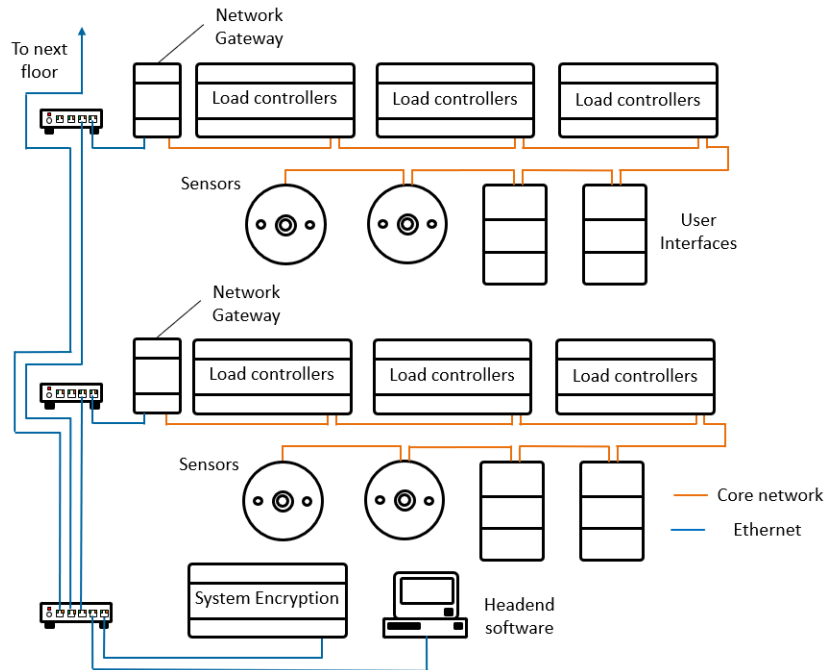 Network
Gateway
To next
floor
Load controllers
Load controllers
Load controllers
Sensors
User
Interfaces
Network
Gateway
Load controllers
Load controllers
Load controllers
Sensors
Core network
Ethernet
System Encryption
Headend
software